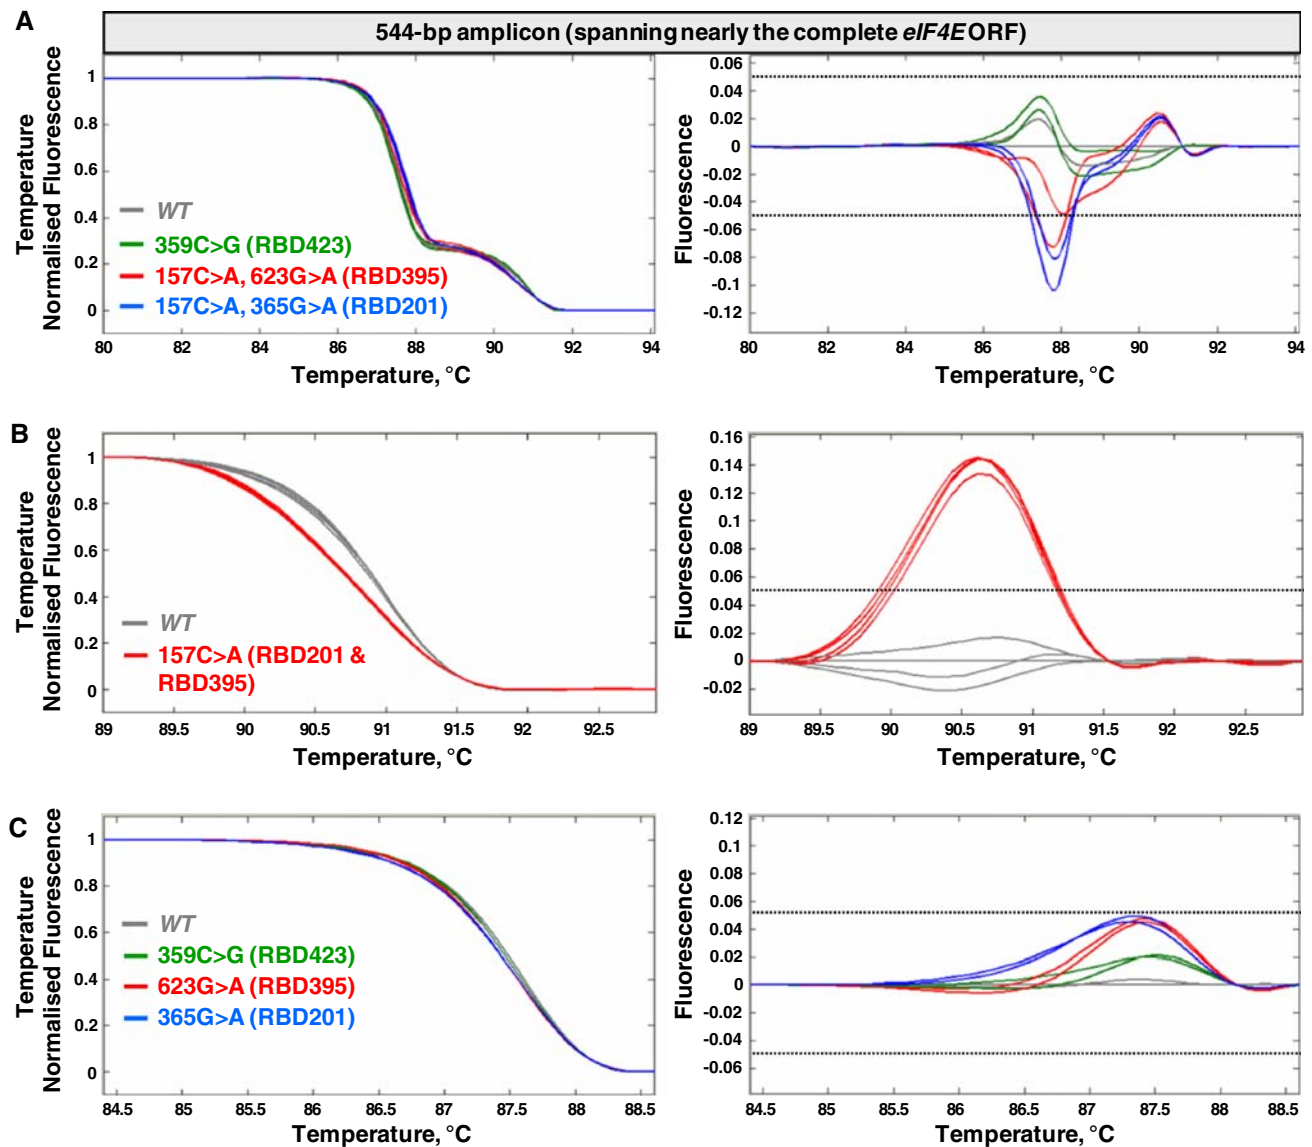 A
544-bp amplicon (spanning nearly the complete eIF4E ORF)
Temperature
Normalised Fluorescence
1
0.8
0.6
0.4
0.2
0
WT
359C>G (RBD423)
157C>A, 623G>A (RBD395)
157C>A, 365G>A (RBD201)
80 82 84 86 88 90 92 94
Temperature, °C
Fluorescence
0.06
0.04
0.02
0
-0.02
-0.04
-0.06
-0.08
-0.1
-0.12
80 82 84 86 88 90 92 94
Temperature, °C
B
Temperature
Normalised Fluorescence
1
0.8
0.6
0.4
0.2
0
WT
157C>A (RBD201 &
RBD395)
89 89.5 90 90.5 91 91.5 92 92.5
Temperature, °C
Fluorescence
0.16
0.14
0.12
0.1
0.08
0.06
0.04
0.02
0
-0.02
89 89.5 90 90.5 91 91.5 92 92.5
Temperature, °C
C
Temperature
Normalised Fluorescence
1
0.8
0.6
0.4
0.2
0
WT
359C>G (RBD423)
623G>A (RBD395)
365G>A (RBD201)
84.5 85 85.5 86 86.5 87 87.5 88 88.5
Temperature, °C
Fluorescence
0.12
0.1
0.08
0.06
0.04
0.02
0
-0.02
-0.04
-0.06
84.5 85 85.5 86 86.5 87 87.5 88 88.5
Temperature, °C